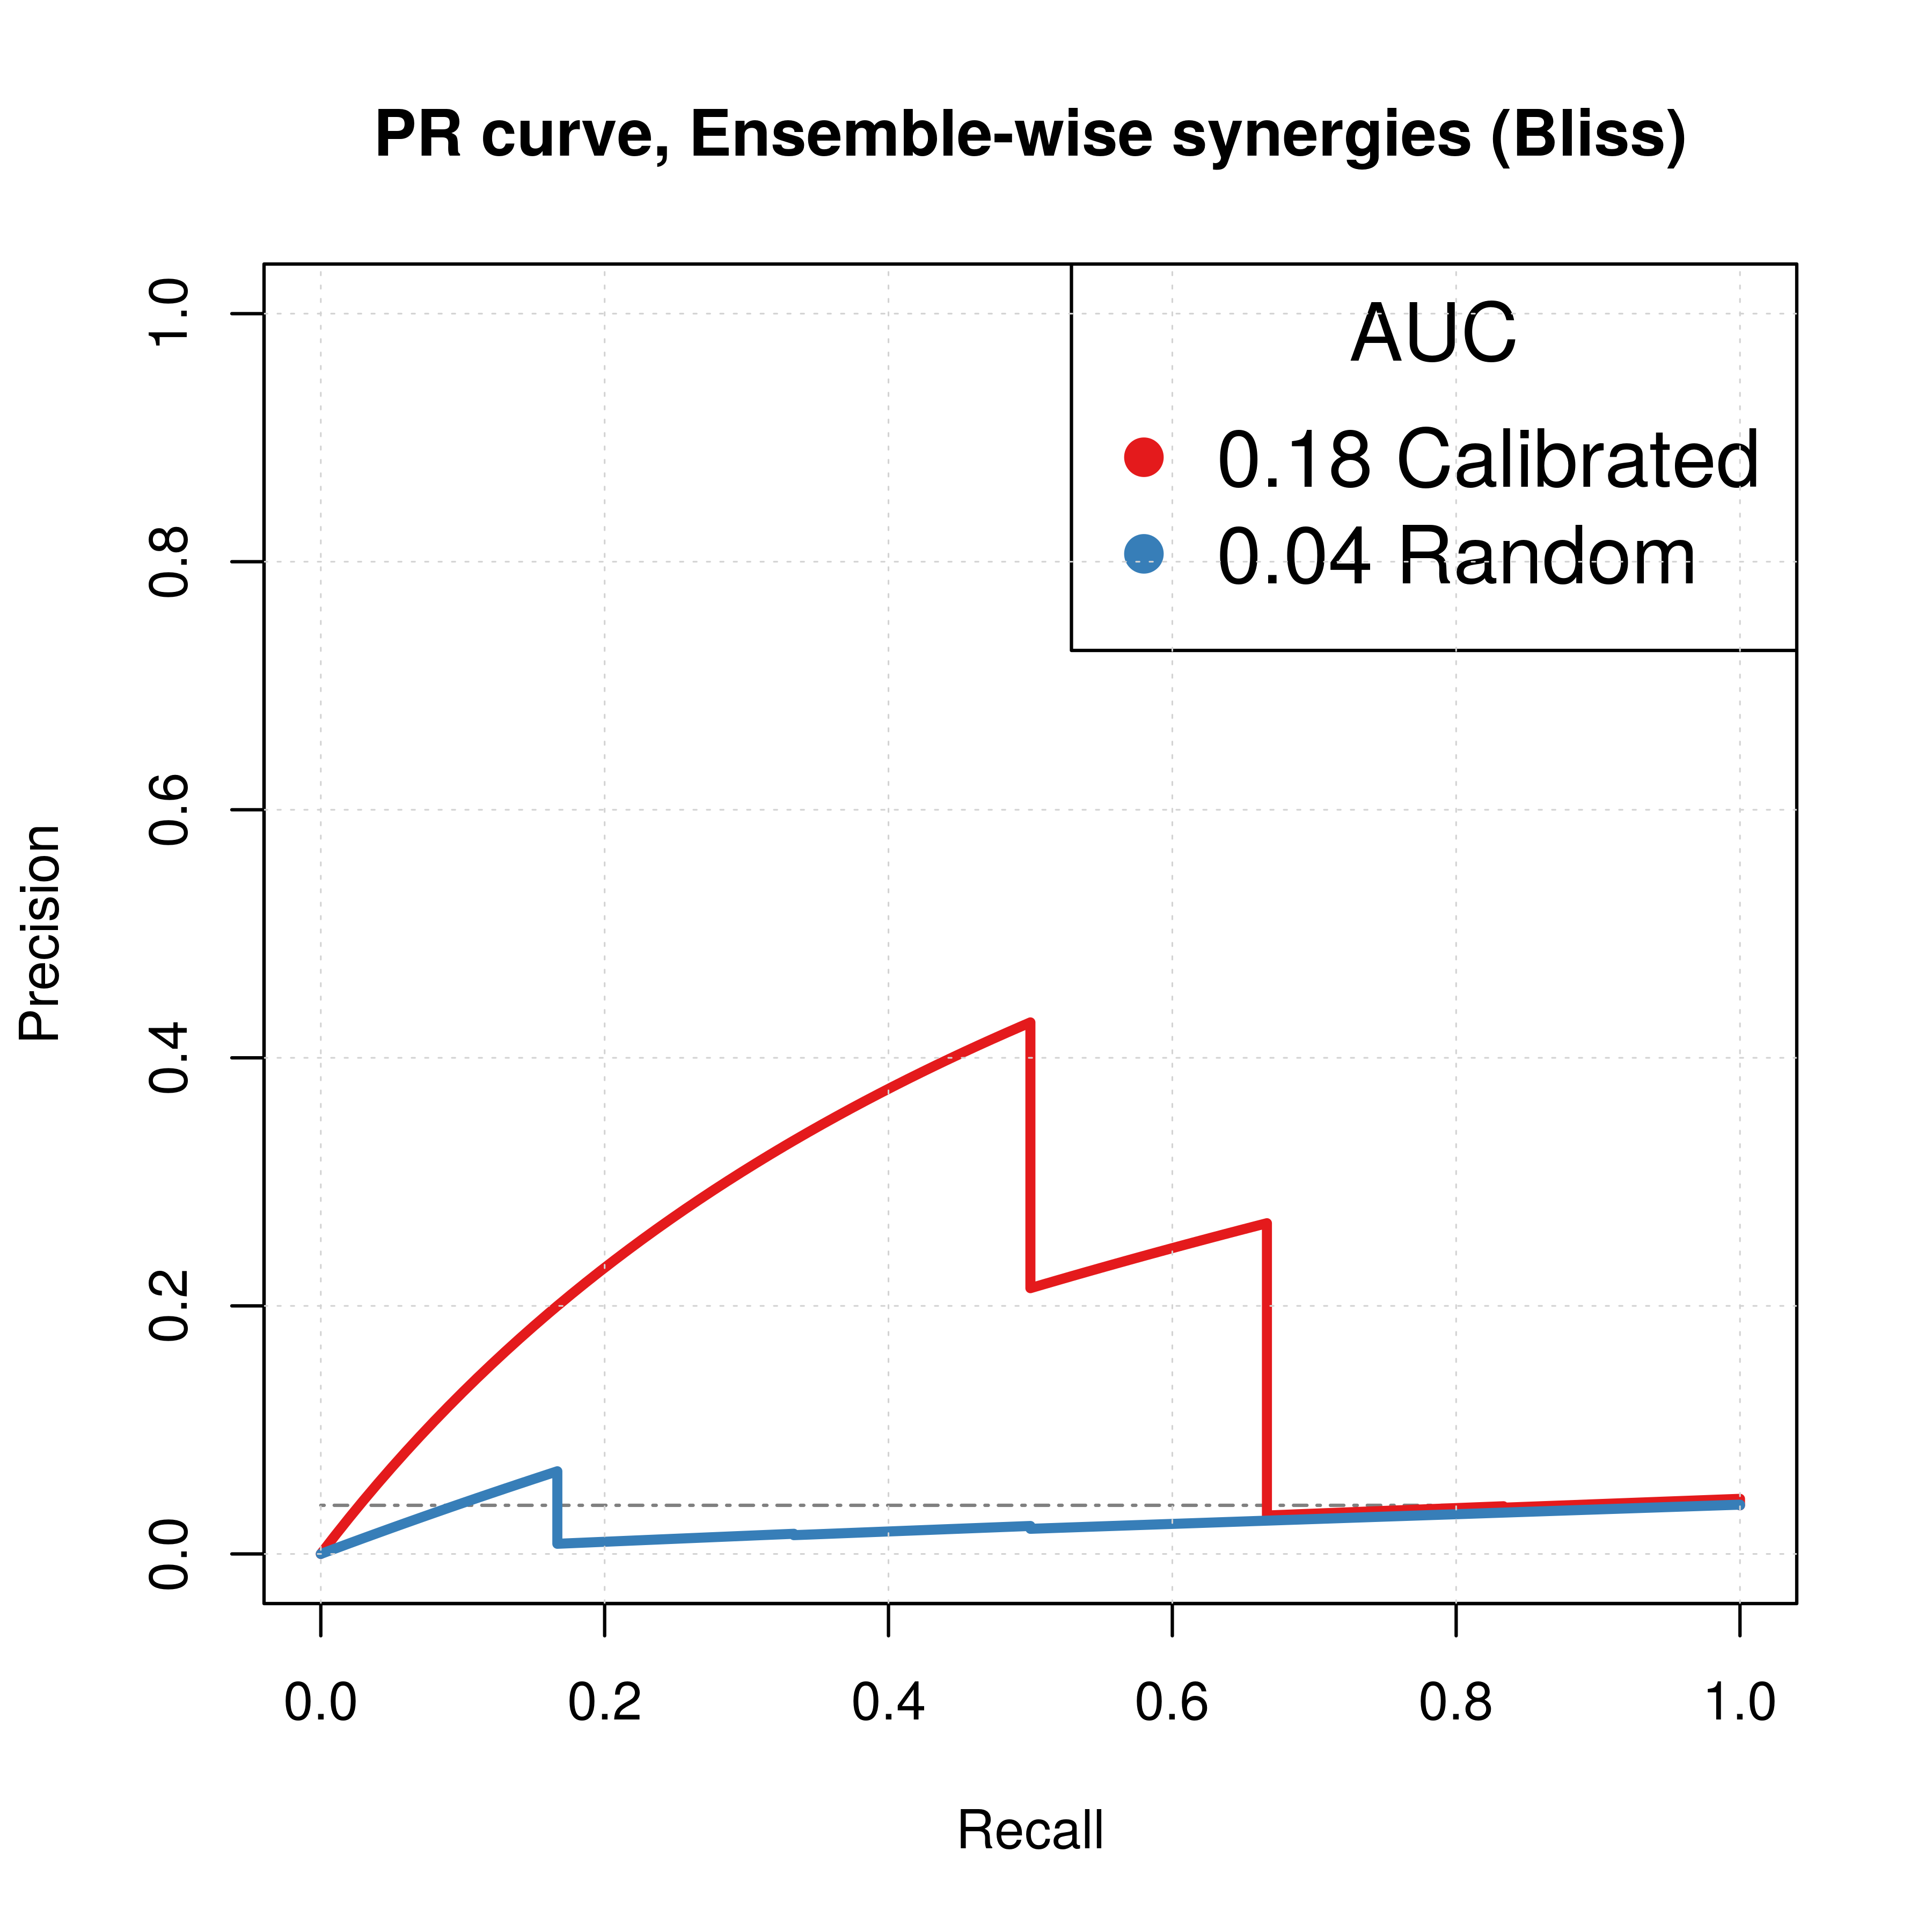 PR curve, Ensemble-wise synergies (Bliss)
AUC
0.18 Calibrated
0.04 Random
Precision
1.0
0.8
0.6
0.4
0.2
0.0
0.0 0.2 0.4 0.6 0.8 1.0
Recall